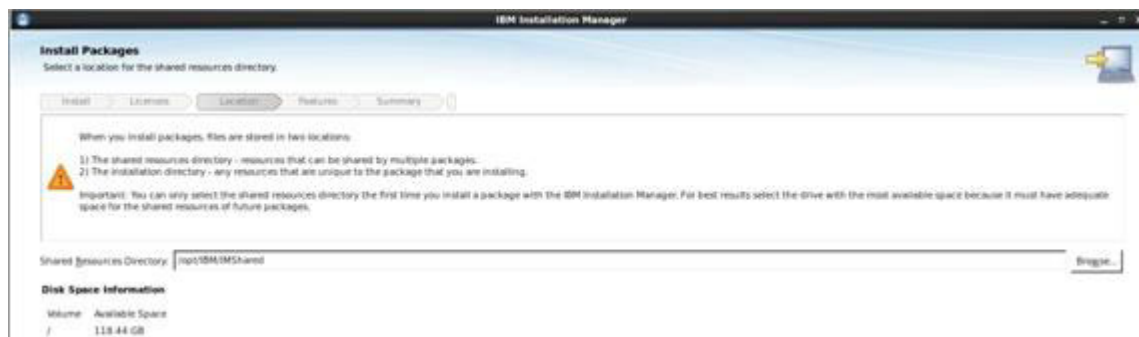 IBM Installation Manager
Install Packages
Select a location for the shared resources directory.
Install Licenses Location Features Summary
When you install packages, files are stored in two locations:
1) The shared resources directory - resources that can be shared by multiple packages.
2) The installation directory - any resources that are unique to the package that you are installing.
Important: You can only select the shared resources directory the first time you install a package with the IBM Installation Manager. For best results select the drive with the most available space because it must have adequate
space for the shared resources of future packages.
Shared Resources Directory: /opt/IBM/IMShared Browse...
Disk Space Information
Volume Available Space
/ 118.44 GB